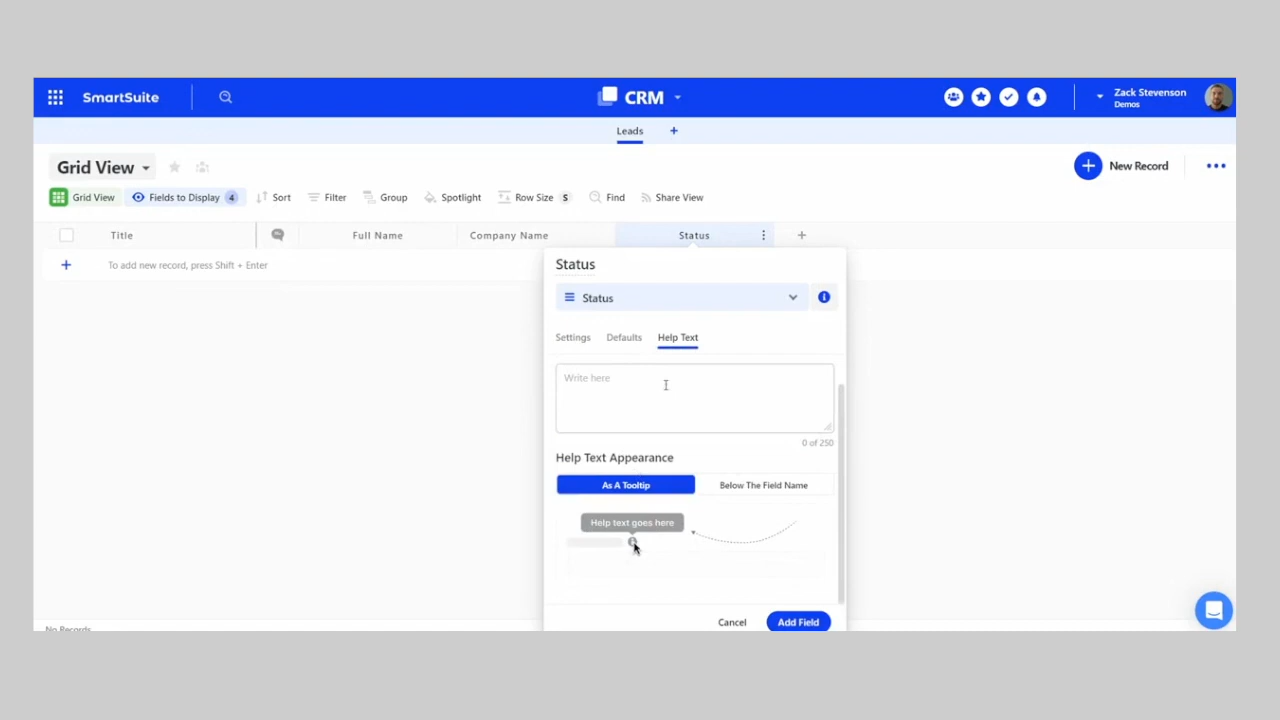 SmartSuite
CRM
Zack Stevenson
Demos
Leads +
Grid View
New Record
Grid View Fields to Display 4 Sort Filter Group Spotlight Row Size S Find Share View
Title Full Name Company Name Status +
+ To add new record, press Shift + Enter
Status
Status
Settings Defaults Help Text
Write here
0 of 250
Help Text Appearance
As A Tooltip Below The Field Name
Help text goes here
Cancel Add Field
No Records